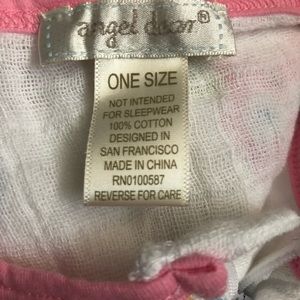 angel dear®
ONE SIZE
NOT INTENDED
FOR SLEEPWEAR
100% COTTON
DESIGNED IN
SAN FRANCISCO
MADE IN CHINA
RN0100587
REVERSE FOR CARE